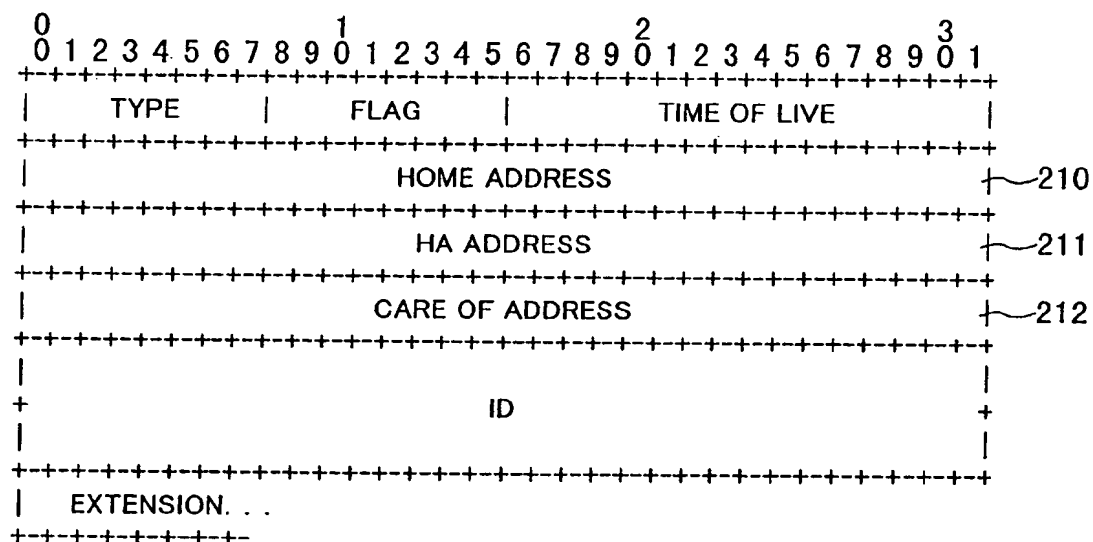 0 1 2 3
0 1 2 3 4 5 6 7 8 9 0 1 2 3 4 5 6 7 8 9 0 1 2 3 4 5 6 7 8 9 0 1
+-+-+-+-+-+-+-+-+-+-+-+-+-+-+-+-+-+-+-+-+-+-+-+-+-+-+-+-+-+-+-+-+
| TYPE | FLAG | TIME OF LIVE |
+-+-+-+-+-+-+-+-+-+-+-+-+-+-+-+-+-+-+-+-+-+-+-+-+-+-+-+-+-+-+-+-+
| HOME ADDRESS + 210
+-+-+-+-+-+-+-+-+-+-+-+-+-+-+-+-+-+-+-+-+-+-+-+-+-+-+-+-+-+-+-+-+
| HA ADDRESS + 211
+-+-+-+-+-+-+-+-+-+-+-+-+-+-+-+-+-+-+-+-+-+-+-+-+-+-+-+-+-+-+-+-+
| CARE OF ADDRESS + 212
+-+-+-+-+-+-+-+-+-+-+-+-+-+-+-+-+-+-+-+-+-+-+-+-+-+-+-+-+-+-+-+-+
| |
+ ID +
| |
+-+-+-+-+-+-+-+-+-+-+-+-+-+-+-+-+-+-+-+-+-+-+-+-+-+-+-+-+-+-+-+-+
| EXTENSION. . .
+-+-+-+-+-+-+-+-